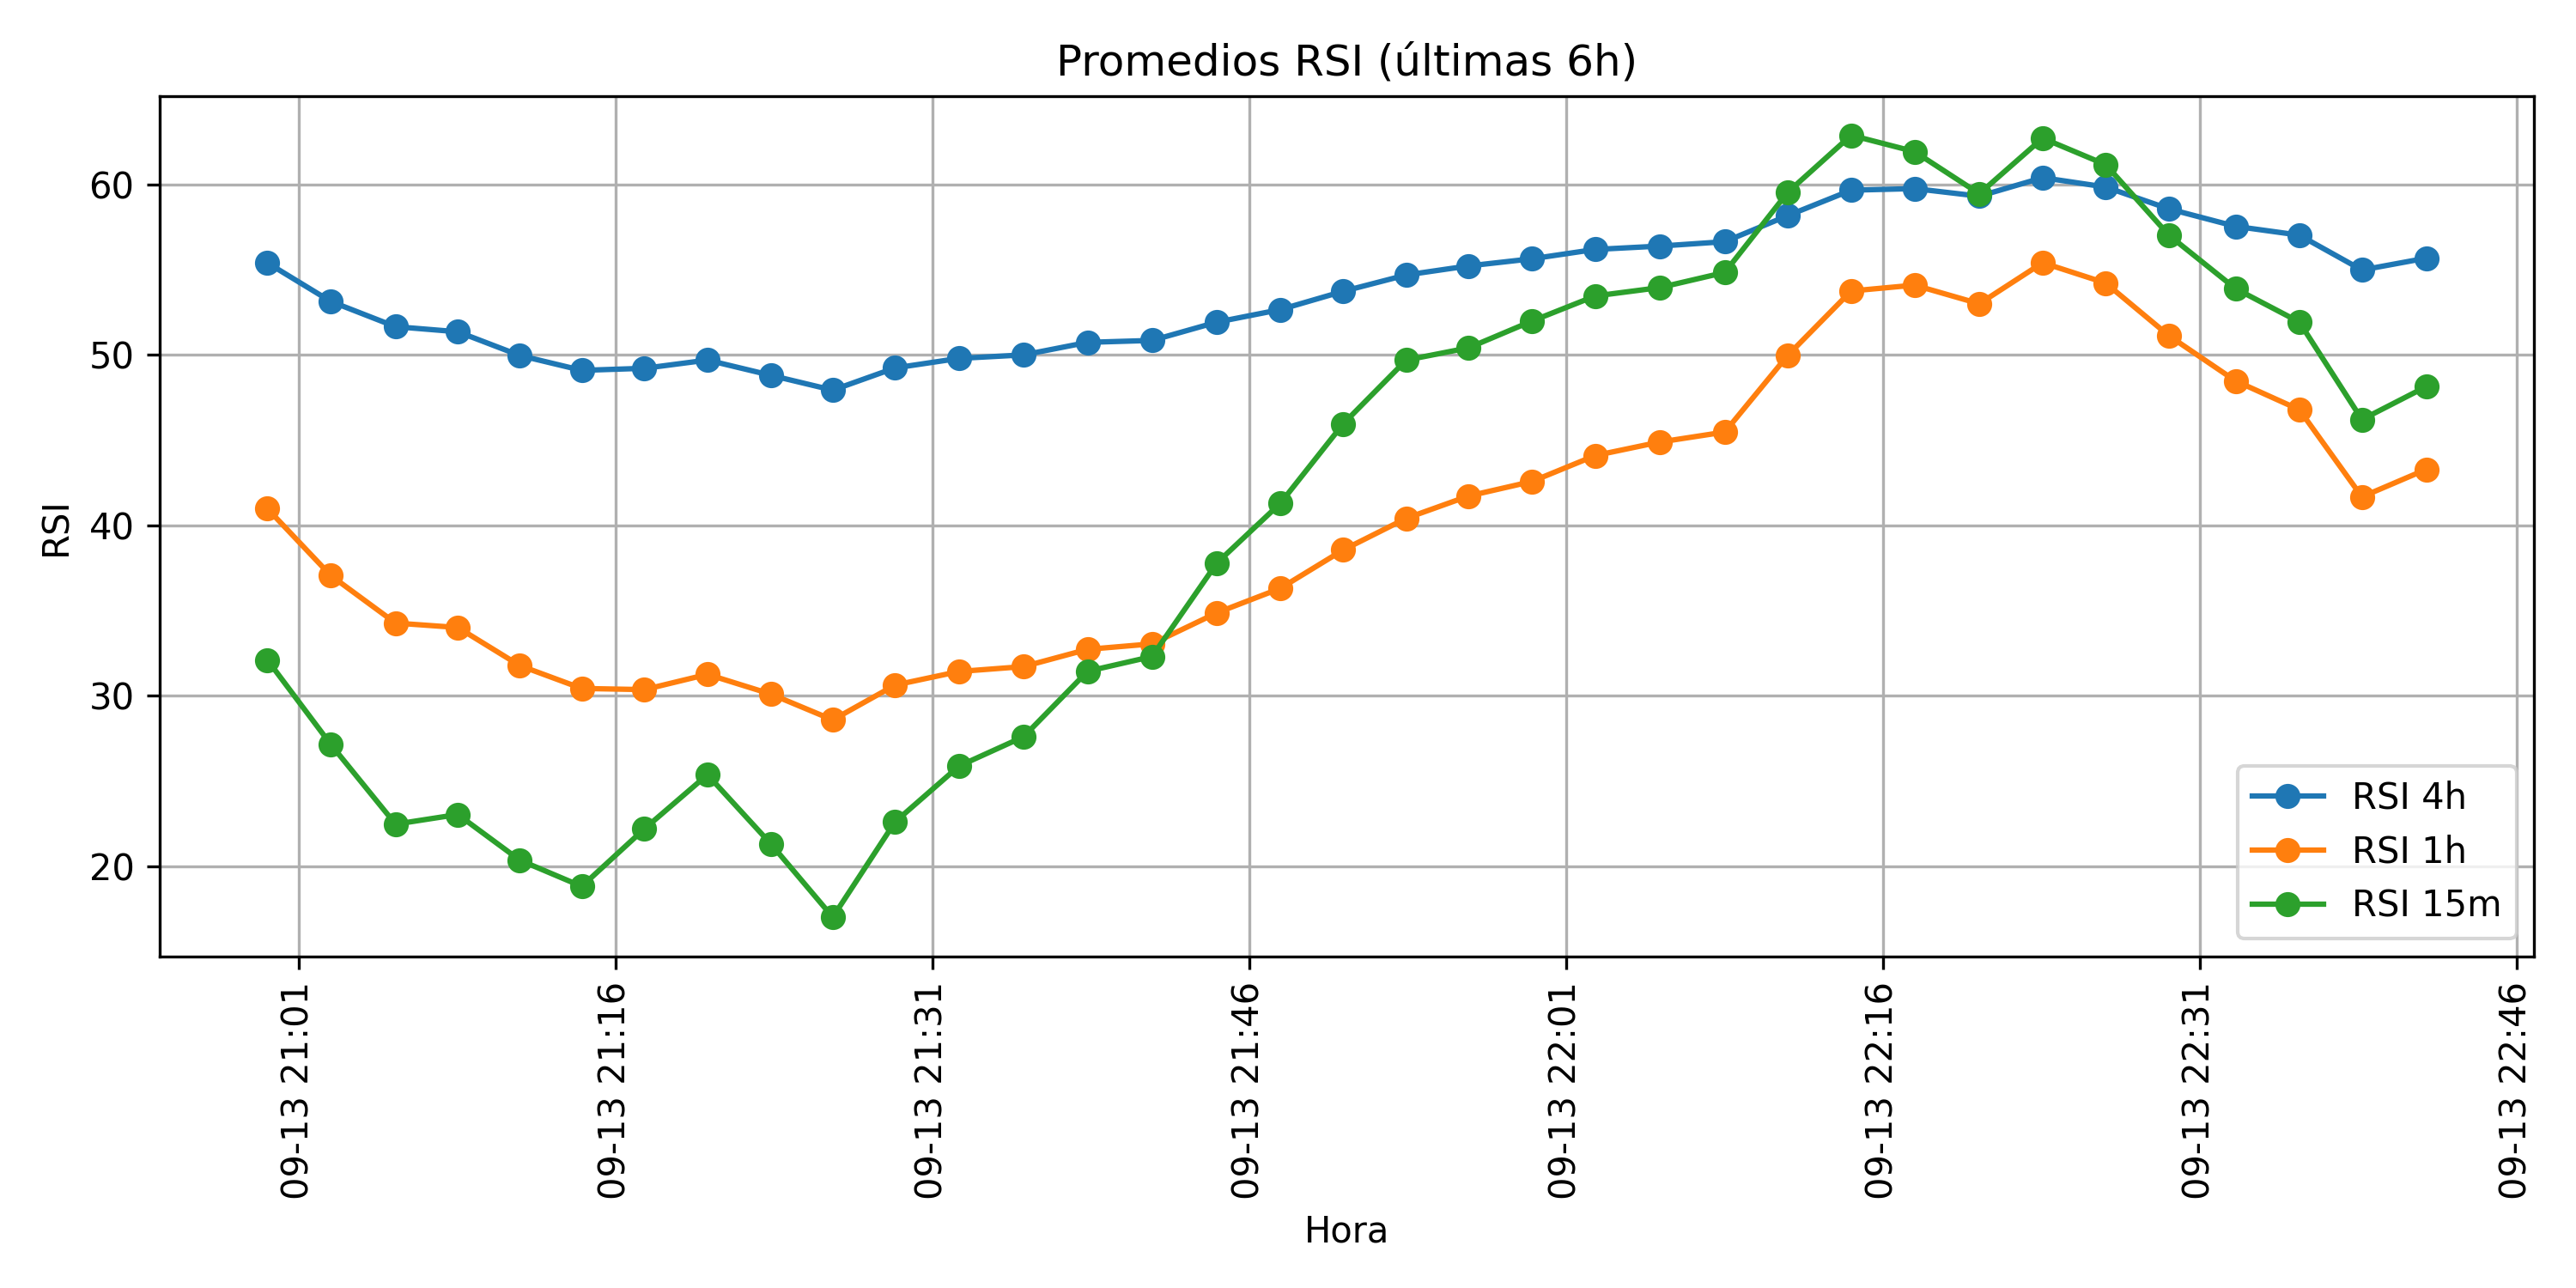 Promedios RSI (últimas 6h)
RSI
60
50
40
30
20
RSI 4h
RSI 1h
RSI 15m
09-13 21:01
09-13 21:16
09-13 21:31
09-13 21:46
09-13 22:01
09-13 22:16
09-13 22:31
09-13 22:46
Hora